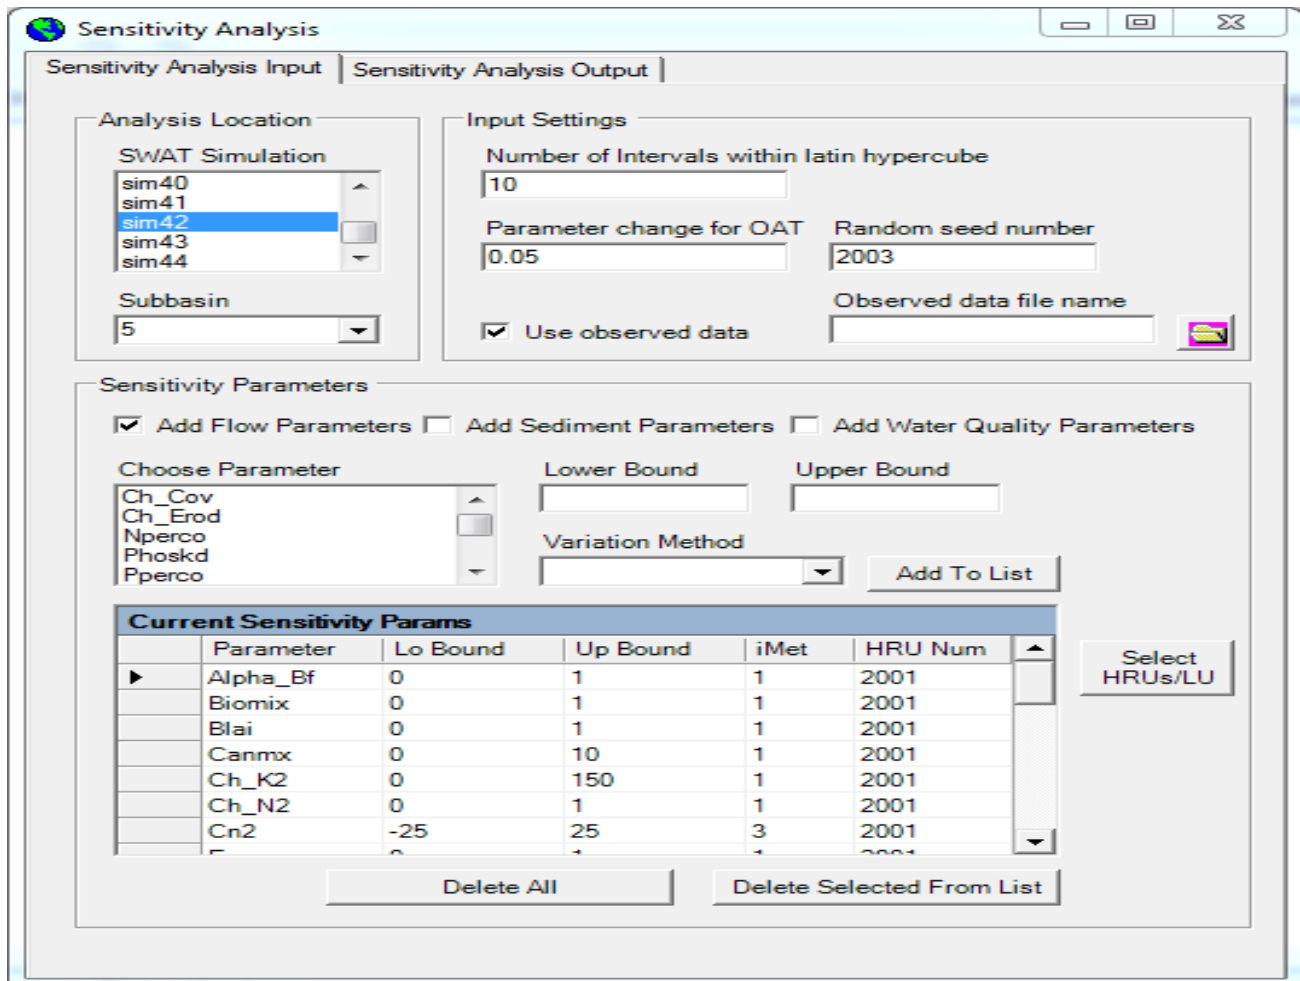 Sensitivity Analysis
Sensitivity Analysis Input Sensitivity Analysis Output
Analysis Location
SWAT Simulation
sim40
sim41
sim42
sim43
sim44
Subbasin
5
Input Settings
Number of Intervals within latin hypercube
10
Parameter change for OAT Random seed number
0.05 2003
Observed data file name
Use observed data
Sensitivity Parameters
Add Flow Parameters Add Sediment Parameters Add Water Quality Parameters
Choose Parameter Lower Bound Upper Bound
Ch_Cov
Ch_Erod
Nperco
Phoskd
Pperco
Variation Method
Add To List
Current Sensitivity Params
Parameter Lo Bound Up Bound iMet HRU Num
Alpha_Bf 0 1 1 2001
Biomix 0 1 1 2001
Blai 0 1 1 2001
Canmx 0 10 1 2001
Ch_K2 0 150 1 2001
Ch_N2 0 1 1 2001
Cn2 -25 25 3 2001
Select
HRUs/LU
Delete All Delete Selected From List